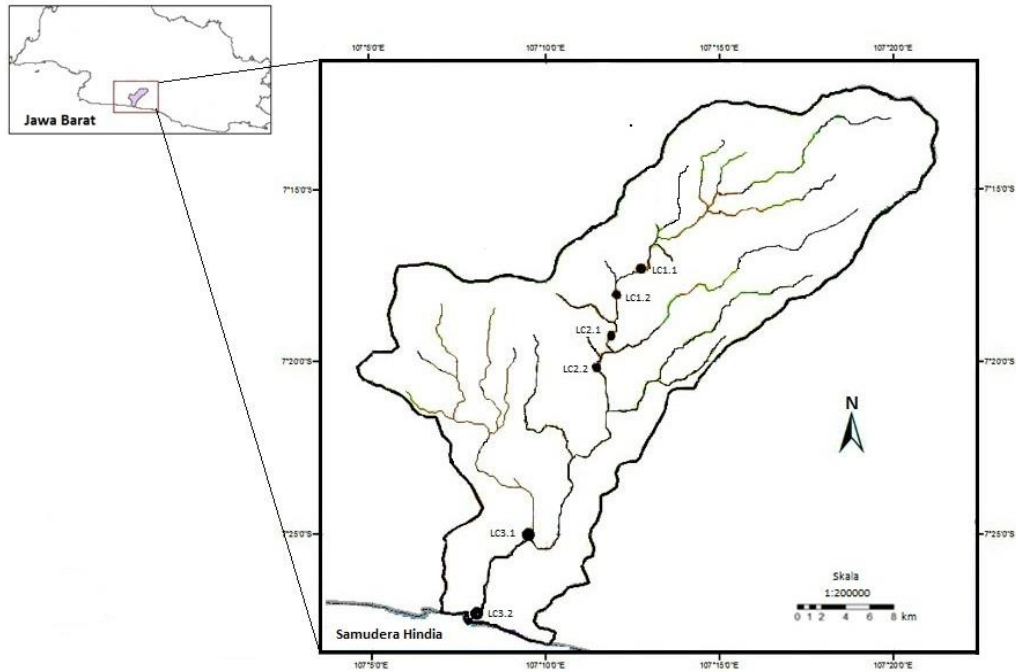 Jawa Barat
107°5'0"E
107°10'0"E
107°15'0"E
107°20'0"E
7°15'0"S
7°15'0"S
LC1.1
LC1.2
LC2.1
LC2.2
7°20'0"S
7°20'0"S
N
LC3.1
7°25'0"S
7°25'0"S
Skala
1:200000
0 1 2 4 6 8 km
LC3.2
Samudera Hindia
107°5'0"E
107°10'0"E
107°15'0"E
107°20'0"E